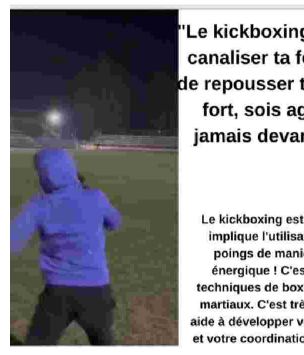 "Le kickboxing
canaliser ta f
de repousser t
fort, sois ag
jamais devan
Le kickboxing est
implique l'utilisa
poings de mani
énergique ! C'es
techniques de box
martiaux. C'est trè
aide à développer v
et votre coordinatio